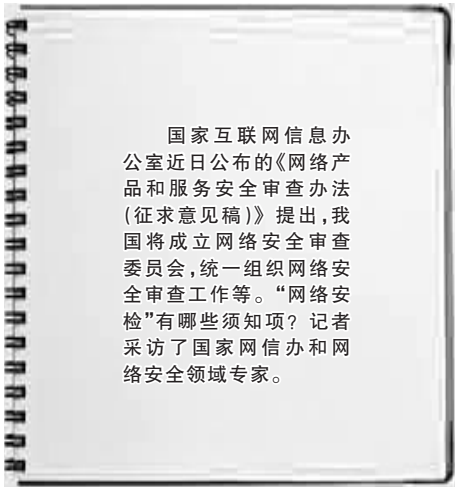 国家互联网信息办
公室近日公布的《网络产
品和服务安全审查办法
(征求意见稿)》提出,我
国将成立网络安全审查
委员会,统一组织网络安
全审查工作等。“网络安
检”有哪些须知项?记者
采访了国家网信办和网
络安全领域专家。